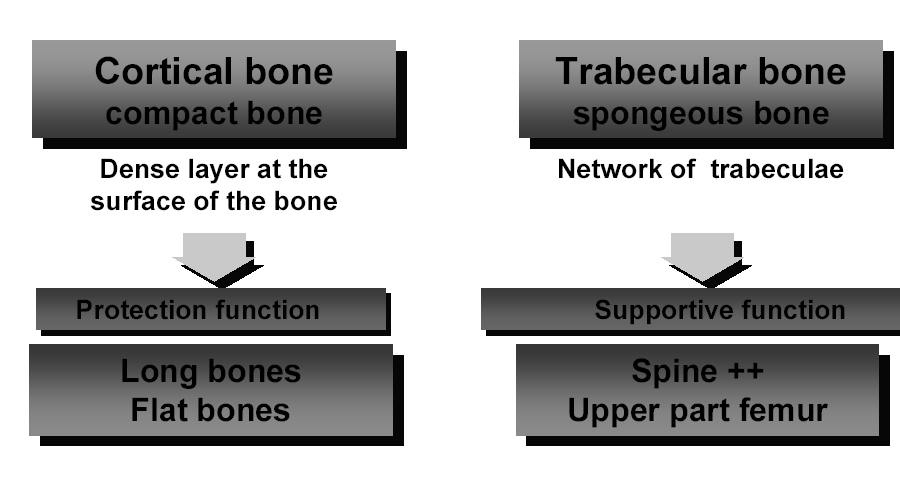 Cortical bone
compact bone
Dense layer at the
surface of the bone
Protection function
Long bones
Flat bones
Trabecular bone
spongeous bone
Network of trabeculae
Supportive function
Spine ++
Upper part femur